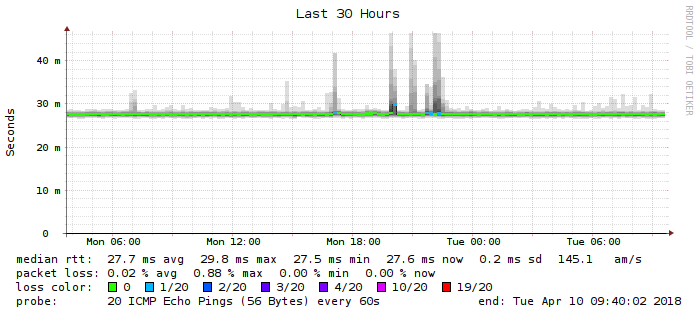 Last 30 Hours
RRDTOOL / TOBI OETIKER
Seconds
40 m
30 m
20 m
10 m
0
Mon 06:00 Mon 12:00 Mon 18:00 Tue 00:00 Tue 06:00
median rtt: 27.7 ms avg 29.8 ms max 27.5 ms min 27.6 ms now 0.2 ms sd 145.1 am/s
packet loss: 0.02 % avg 0.88 % max 0.00 % min 0.00 % now
loss color: 0 1/20 2/20 3/20 4/20 10/20 19/20
probe: 20 ICMP Echo Pings (56 Bytes) every 60s end: Tue Apr 10 09:40:02 2018